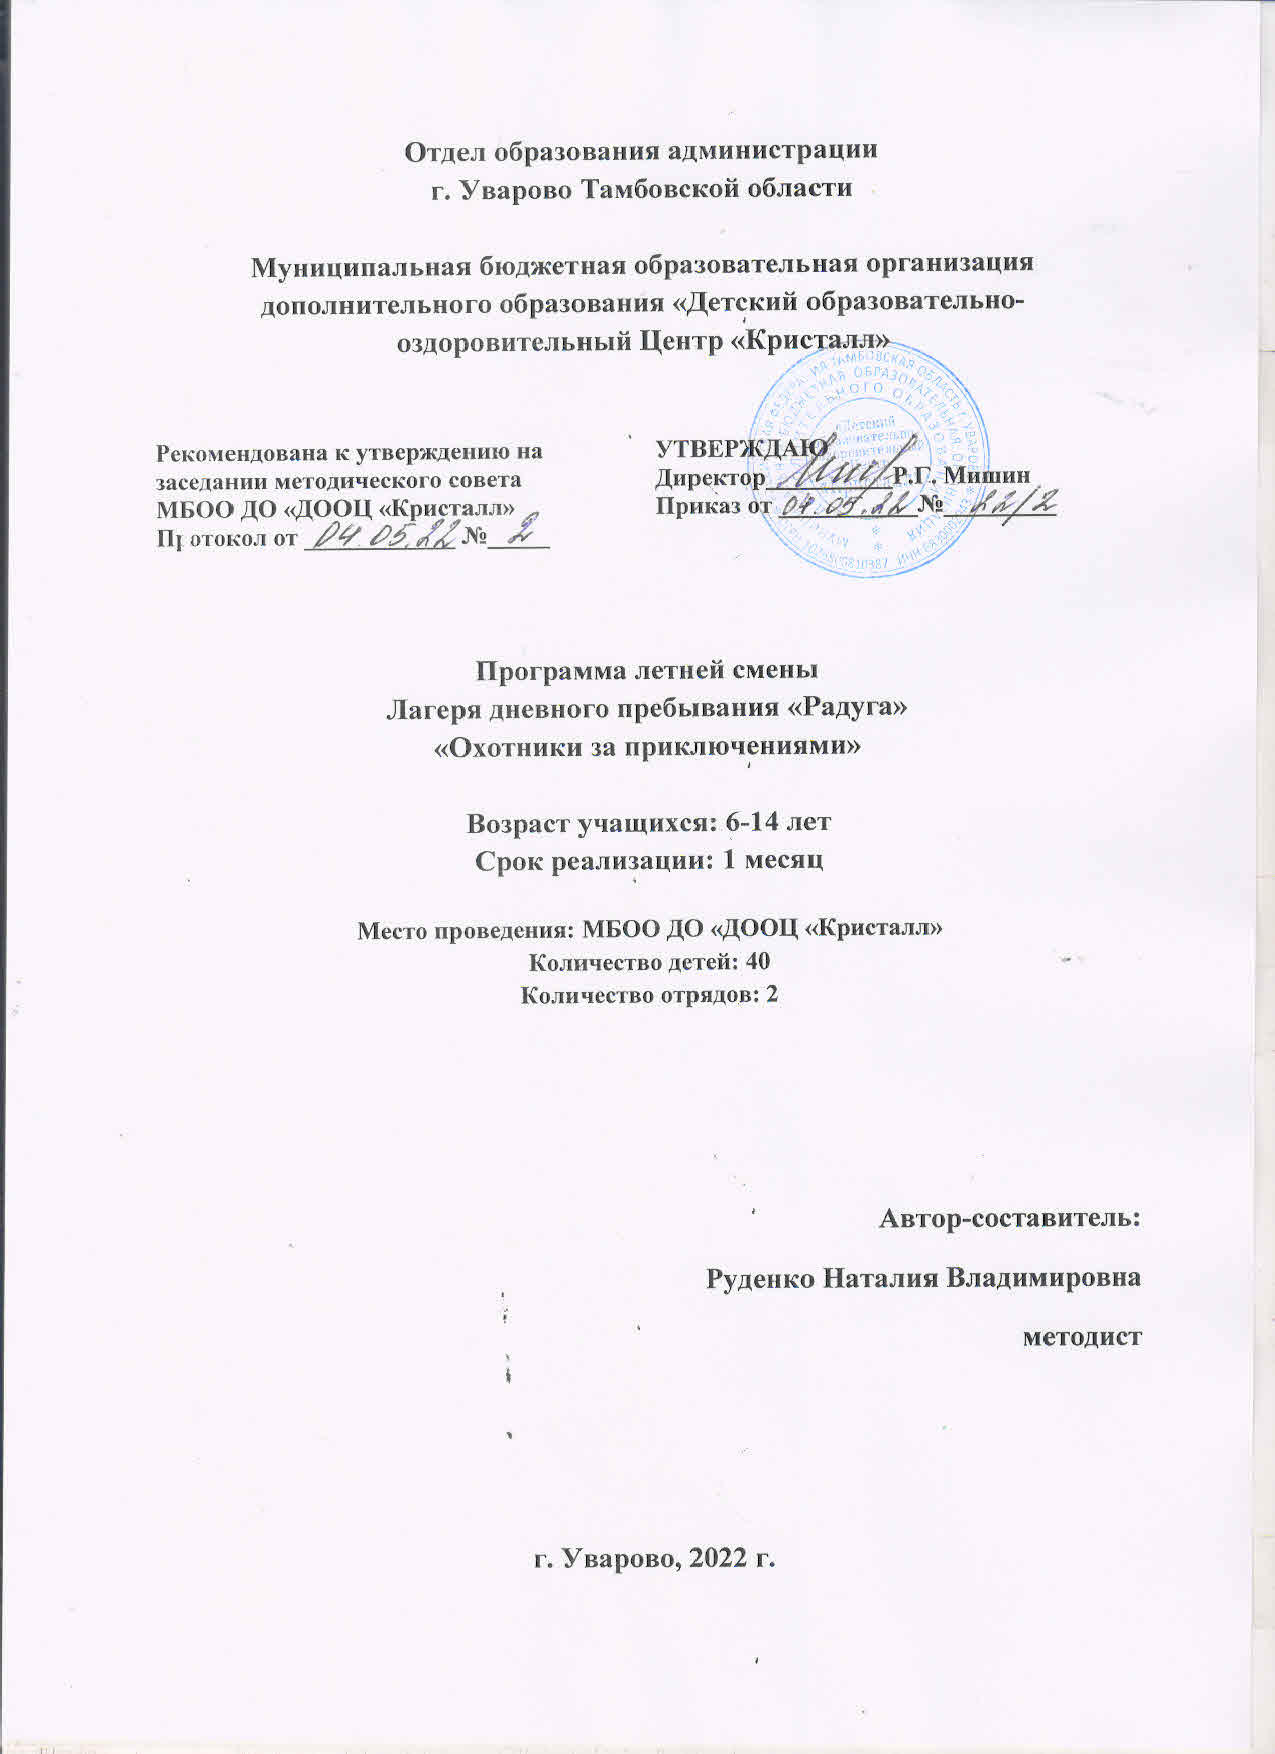 Отдел образования администрации
г. Уварово Тамбовской области
Муниципальная бюджетная образовательная организация
дополнительного образования «Детский образовательно-
оздоровительный Центр «Кристалл»
Рекомендована к утверждению на
заседании методического совета
МБОО ДО «ДООЦ «Кристалл»
Протокол от 04.05.22 № 2
УТВЕРЖДАЮ
Директор Р.Г. Мишин
Приказ от 04.05.22 № 22/2
Программа летней смены
Лагеря дневного пребывания «Радуга»
«Охотники за приключениями»
Возраст учащихся: 6-14 лет
Срок реализации: 1 месяц
Место проведения: МБОО ДО «ДООЦ «Кристалл»
Количество детей: 40
Количество отрядов: 2
Автор-составитель:
Руденко Наталия Владимировна
методист
г. Уварово, 2022 г.